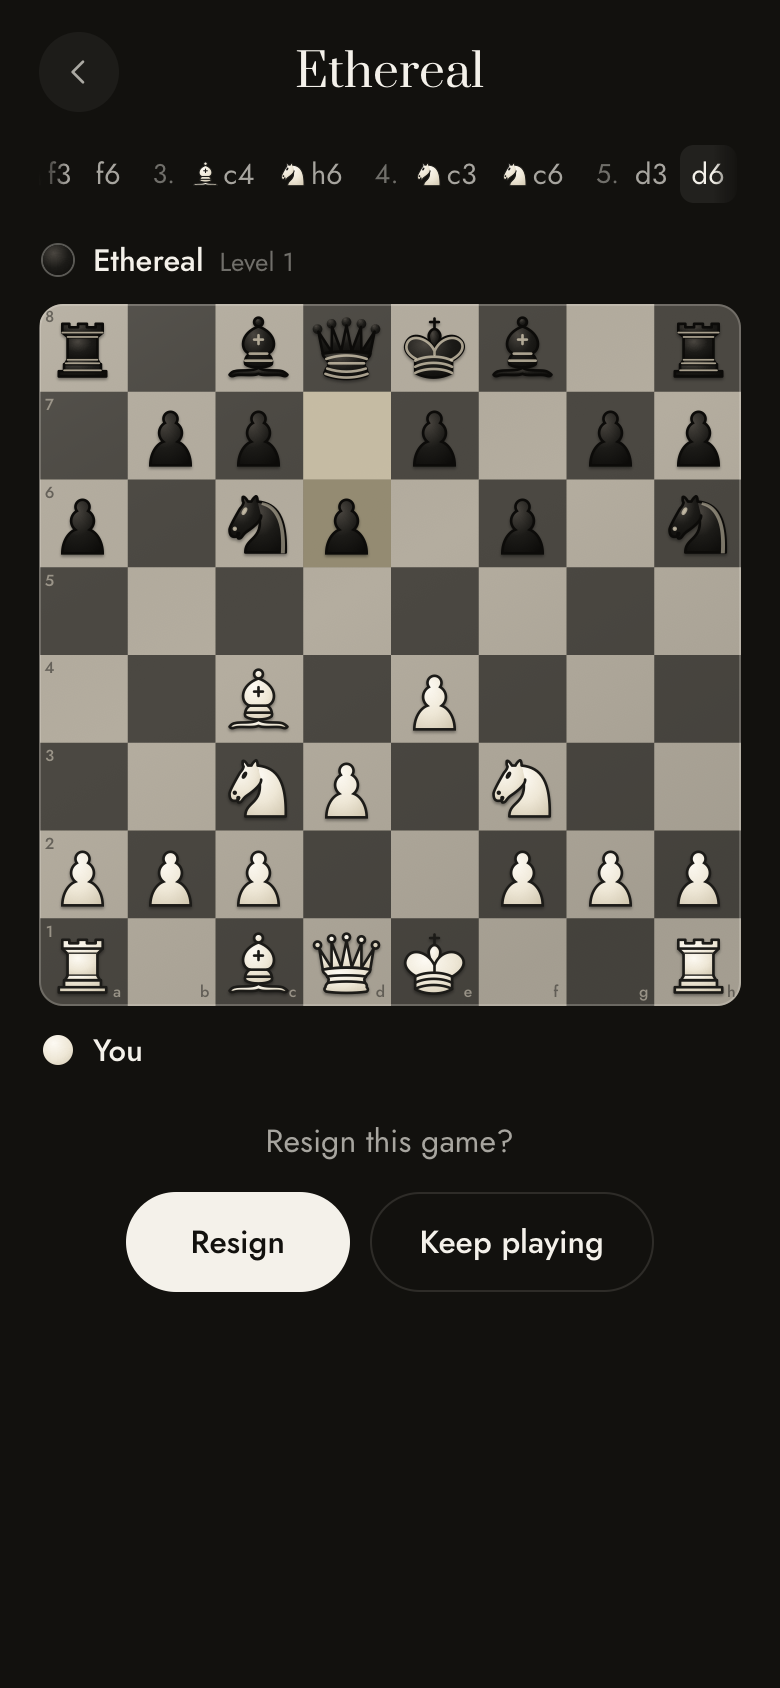 Ethereal
f3 f6 3. c4 h6 4. c3 c6 5. d3 d6
Ethereal Level 1
8
7
6
5
4
3
2
1
a b c d e f g h
You
Resign this game?
Resign Keep playing